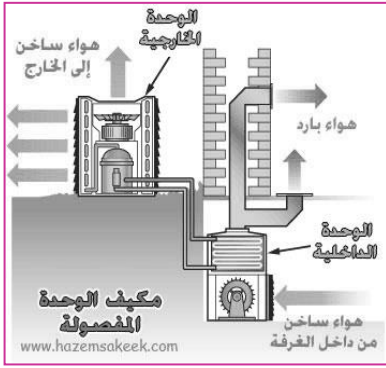 الوحدة
الخارجية
هواء ساخن
إلى الخارج
هواء بارد
الوحدة
الداخلية
مكيف الوحدة
المفصولة
www.hazemsakeek.com
هواء ساخن
من داخل الغرفة